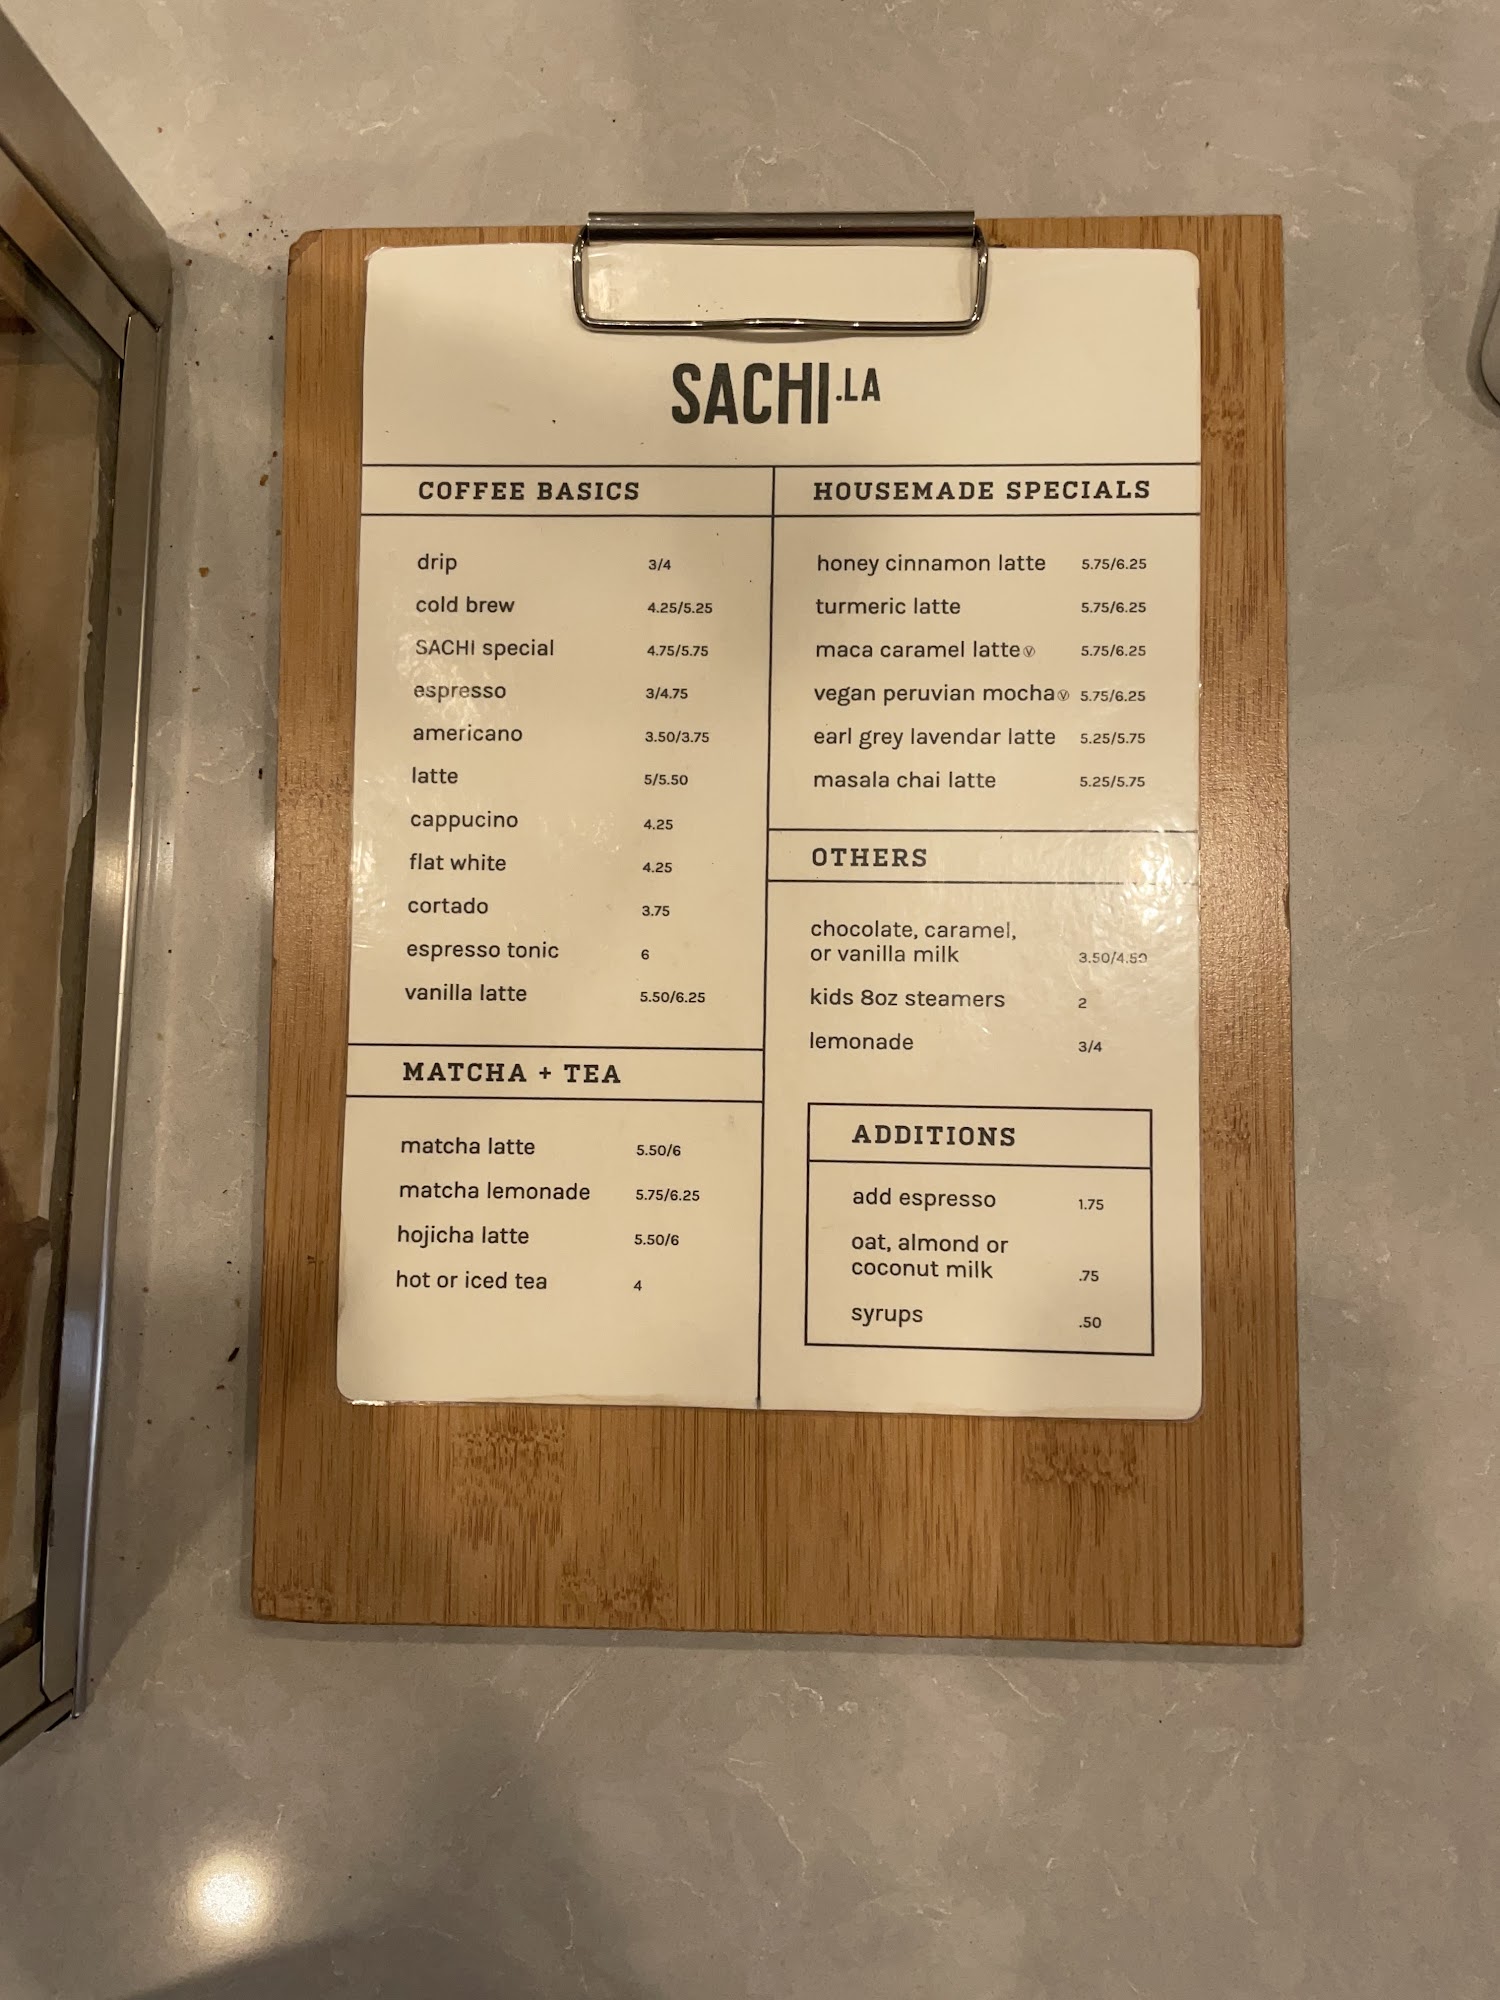 SACHI.LA
COFFEE BASICS
drip 3/4
cold brew 4.25/5.25
SACHI special 4.75/5.75
espresso 3/4.75
americano 3.50/3.75
latte 5/5.50
cappucino 4.25
flat white 4.25
cortado 3.75
espresso tonic 6
vanilla latte 5.50/6.25
MATCHA + TEA
matcha latte 5.50/6
matcha lemonade 5.75/6.25
hojicha latte 5.50/6
hot or iced tea 4
HOUSEMADE SPECIALS
honey cinnamon latte 5.75/6.25
turmeric latte 5.75/6.25
maca caramel latte Ⓥ 5.75/6.25
vegan peruvian mocha Ⓥ 5.75/6.25
earl grey lavendar latte 5.25/5.75
masala chai latte 5.25/5.75
OTHERS
chocolate, caramel,
or vanilla milk 3.50/4.50
kids 8oz steamers 2
lemonade 3/4
ADDITIONS
add espresso 1.75
oat, almond or
coconut milk .75
syrups .50